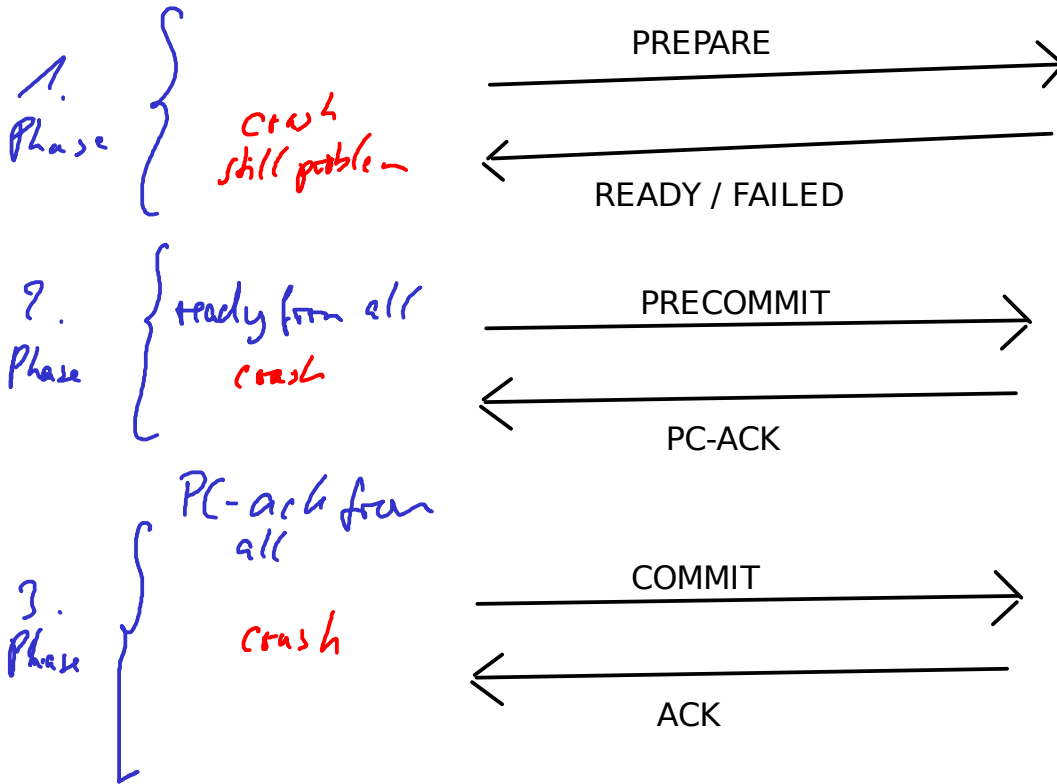 1.
Phase
crash
still problem
PREPARE
READY / FAILED
2.
Phase
ready from all
crash
PRECOMMIT
PC-ACK
PC-ack from
all
3.
Phase
crash
COMMIT
ACK